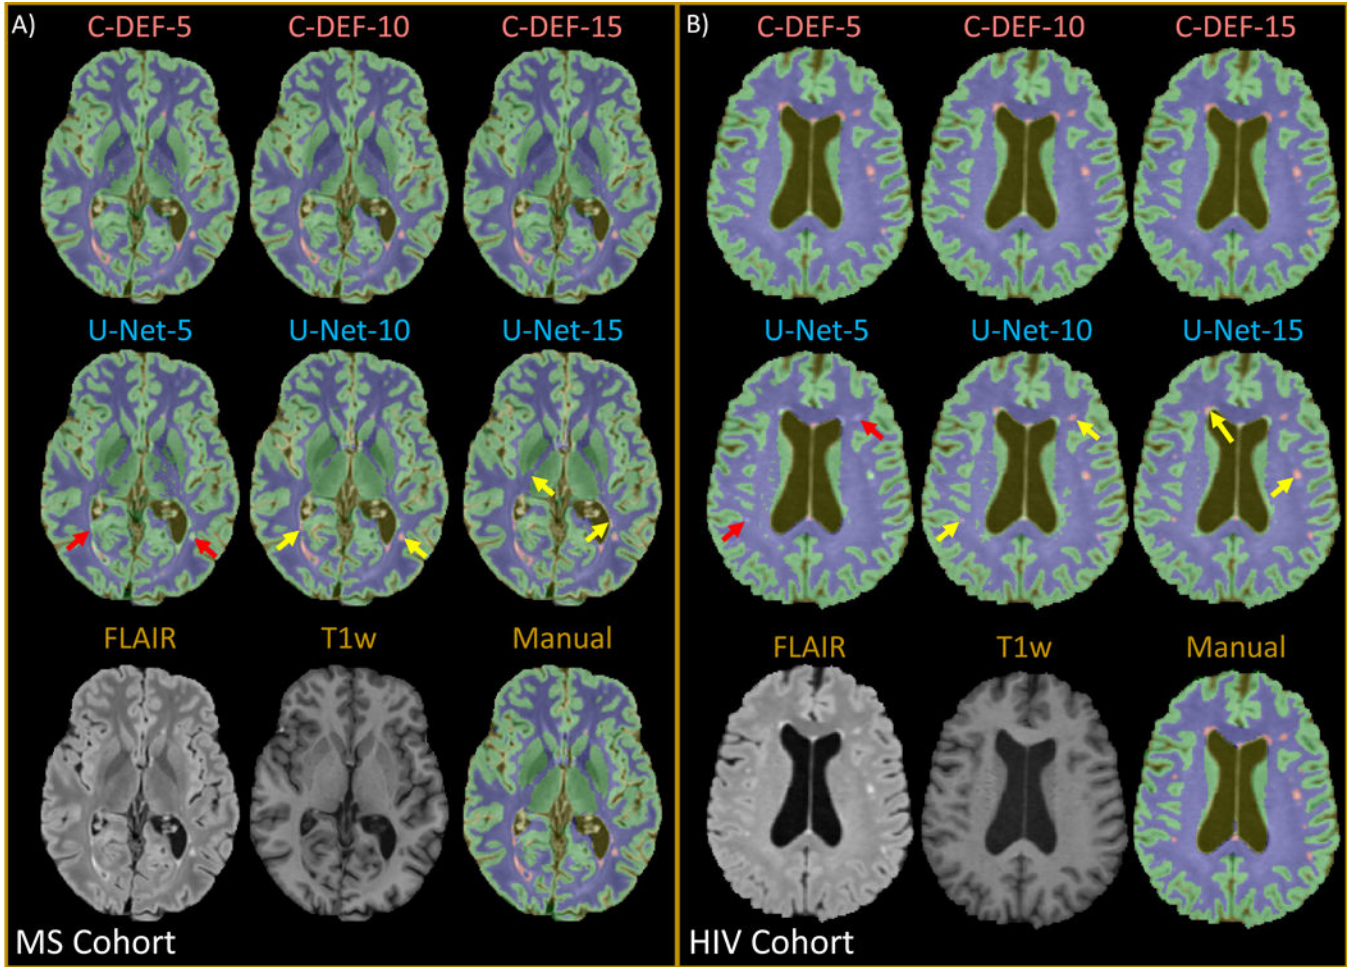 A)
C-DEF-5 C-DEF-10 C-DEF-15
U-Net-5 U-Net-10 U-Net-15
FLAIR T1w Manual
MS Cohort
B)
C-DEF-5 C-DEF-10 C-DEF-15
U-Net-5 U-Net-10 U-Net-15
FLAIR T1w Manual
HIV Cohort